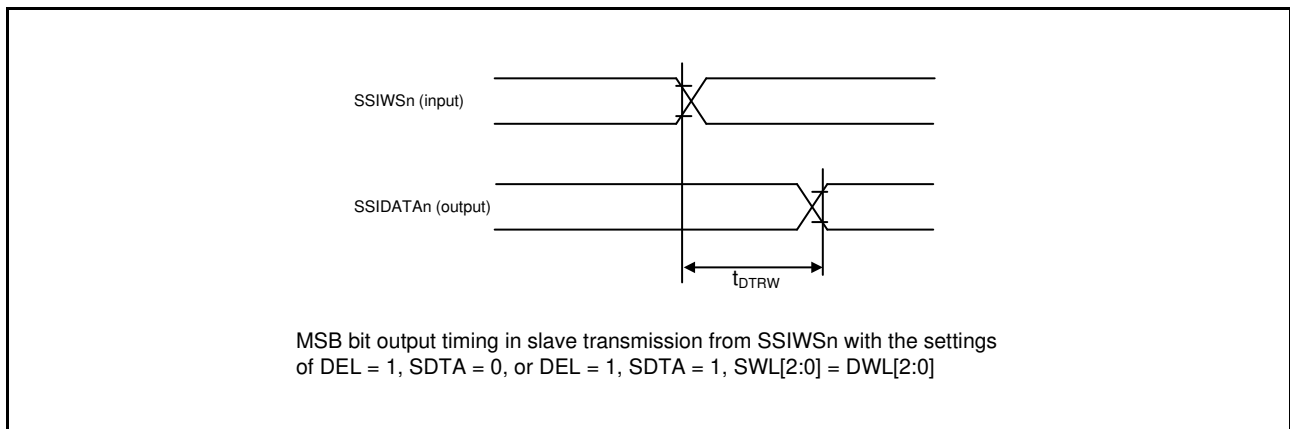 SSIWSn (input)
SSIDATAn (output)
tDTRW
MSB bit output timing in slave transmission from SSIWSn with the settings
of DEL = 1, SDTA = 0, or DEL = 1, SDTA = 1, SWL[2:0] = DWL[2:0]